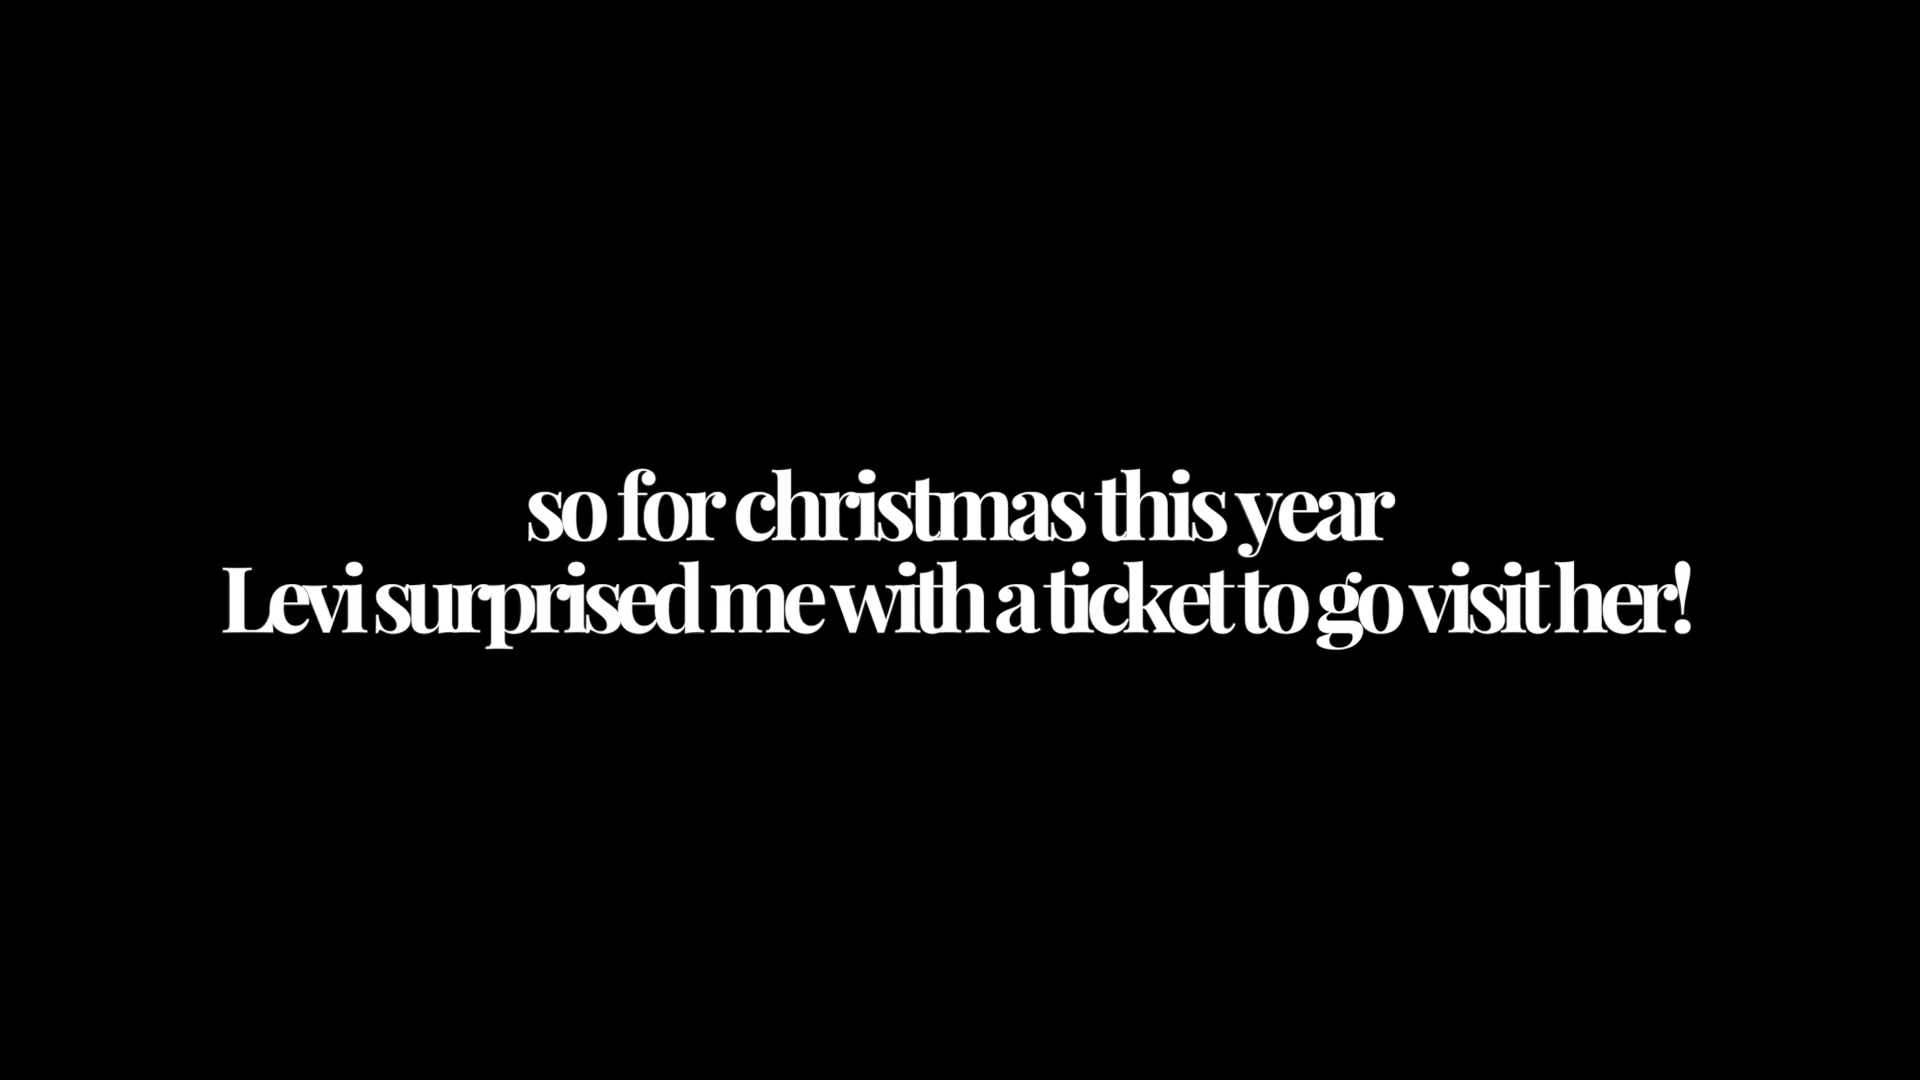 so for christmas this year
Levi surprised me with a ticket to go visit her!